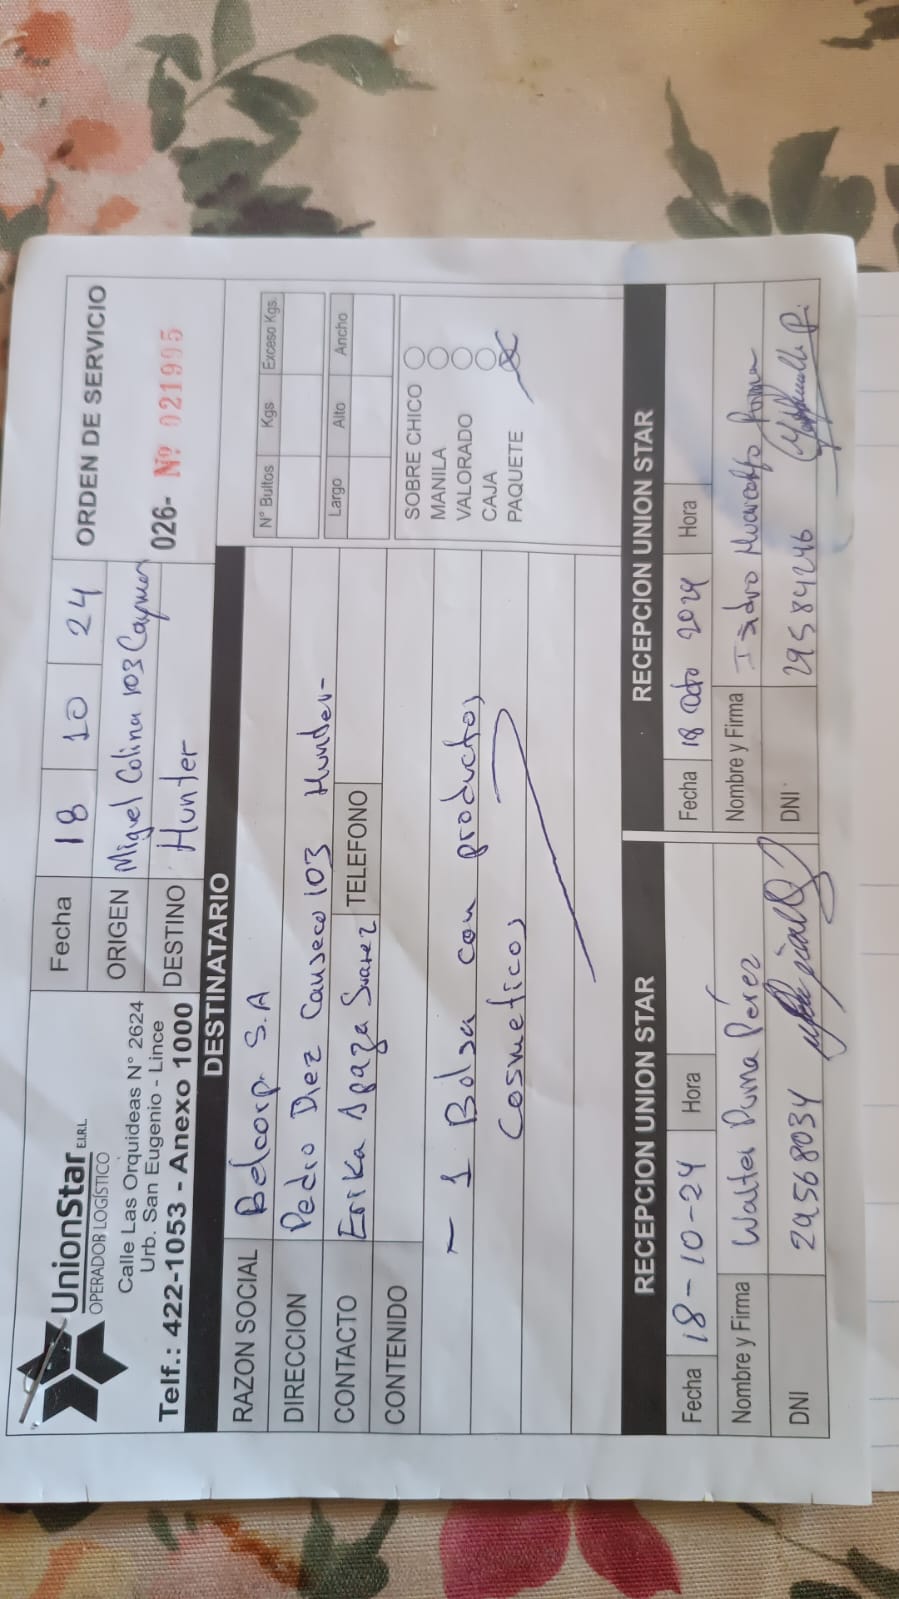 UnionStar E.I.R.L.
OPERADOR LOGÍSTICO
Calle Las Orquideas N° 2624
Urb. San Eugenio - Lince
Telf.: 422-1053 - Anexo 1000
Fecha 18 10 24
ORIGEN Miguel Colina 103 Caymer
DESTINO Hunter
ORDEN DE SERVICIO
026- Nº 021995
DESTINATARIO
RAZON SOCIAL Belcorp S.A
DIRECCION Pedro Diez Canseco 103 Hunter-
CONTACTO Erika Apaza Suarez TELEFONO
CONTENIDO
- 1 Bolsa con productos
Cosmeticos
N° Bultos Kgs Exceso Kgs.
Largo Alto Ancho
SOBRE CHICO
MANILA
VALORADO
CAJA
PAQUETE
RECEPCION UNION STAR
Fecha 18-10-24 Hora
Nombre y Firma Walter Puma Pérez
DNI 29568034
RECEPCION UNION STAR
Fecha 18 Octo 2024 Hora
Nombre y Firma Isidro
DNI 29584246